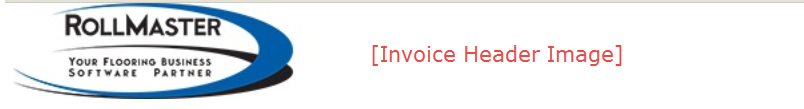 ROLLMASTER
YOUR FLOORING BUSINESS
SOFTWARE PARTNER
[Invoice Header Image]